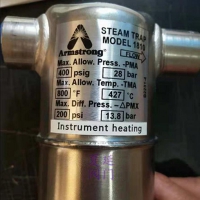 STEAM TRAP
MODEL 1810
FLOW
Armstrong®
Max. Allow. Press. -PMA
400 psig 28 bar
Max. Allow. Temp. -TMA
800 °F 427 °C
Max. Diff. Press. -△PMX
200 psi 13,8 bar
Instrument heating